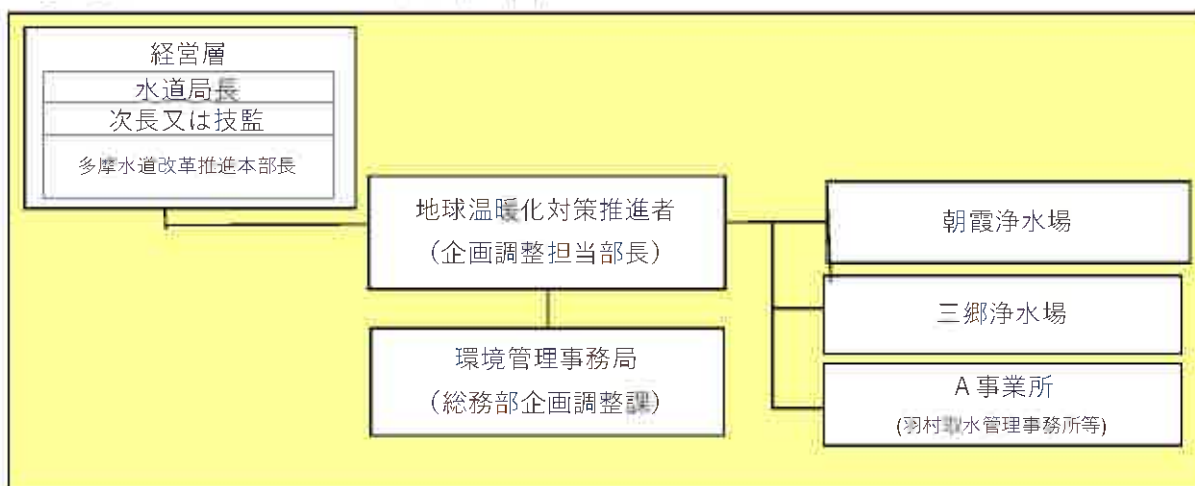 経営層
水道局長
次長又は技監
多摩水道改革推進本部長
地球温暖化対策推進者
(企画調整担当部長)
環境管理事務局
(総務部企画調整課)
朝霞浄水場
三郷浄水場
A事業所
(羽村取水管理事務所等)